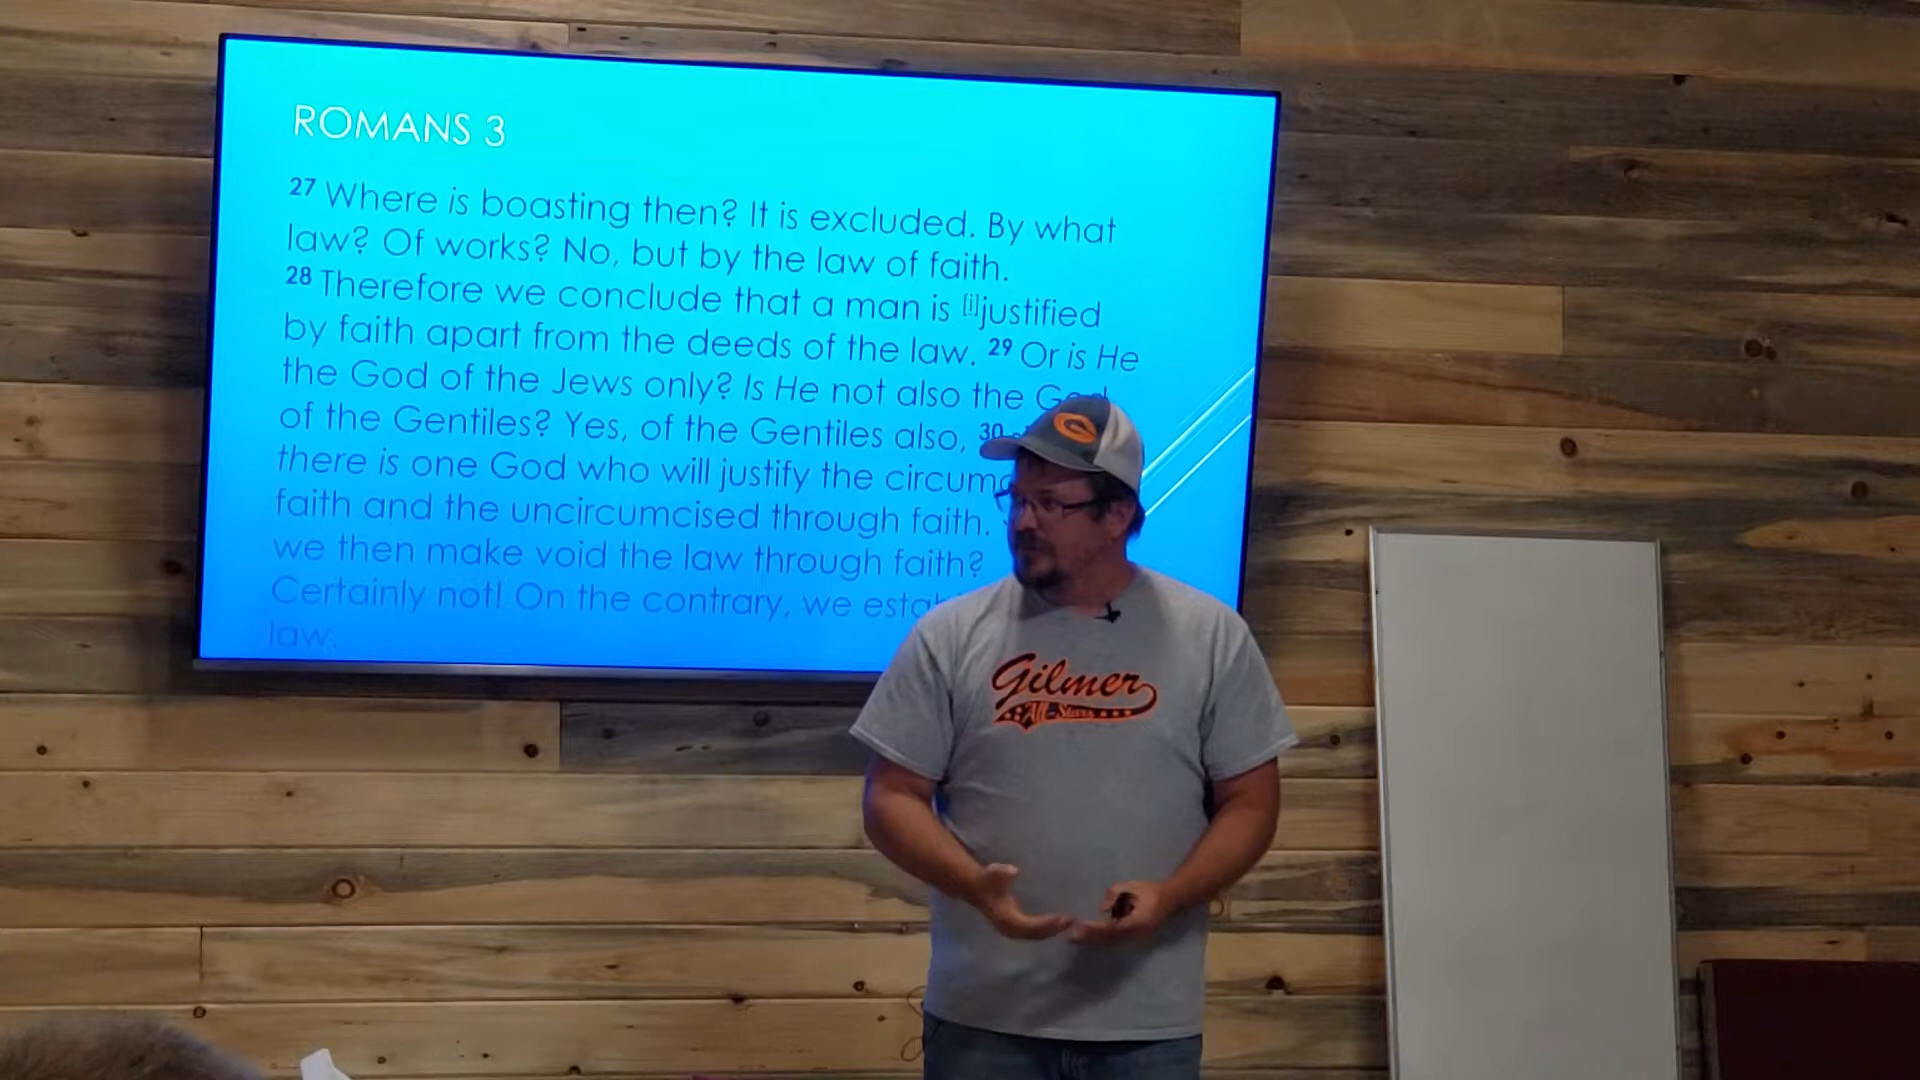 ROMANS 3
27 Where is boasting then? It is excluded. By what
law? Of works? No, but by the law of faith.
28 Therefore we conclude that a man is [i]justified
by faith apart from the deeds of the law. 29 Or is He
the God of the Jews only? Is He not also the God
of the Gentiles? Yes, of the Gentiles also, 30
there is one God who will justify the circumc
faith and the uncircumcised through faith.
we then make void the law through faith?
Certainly not! On the contrary, we estab
law.
G
Gilmer
All-Stars